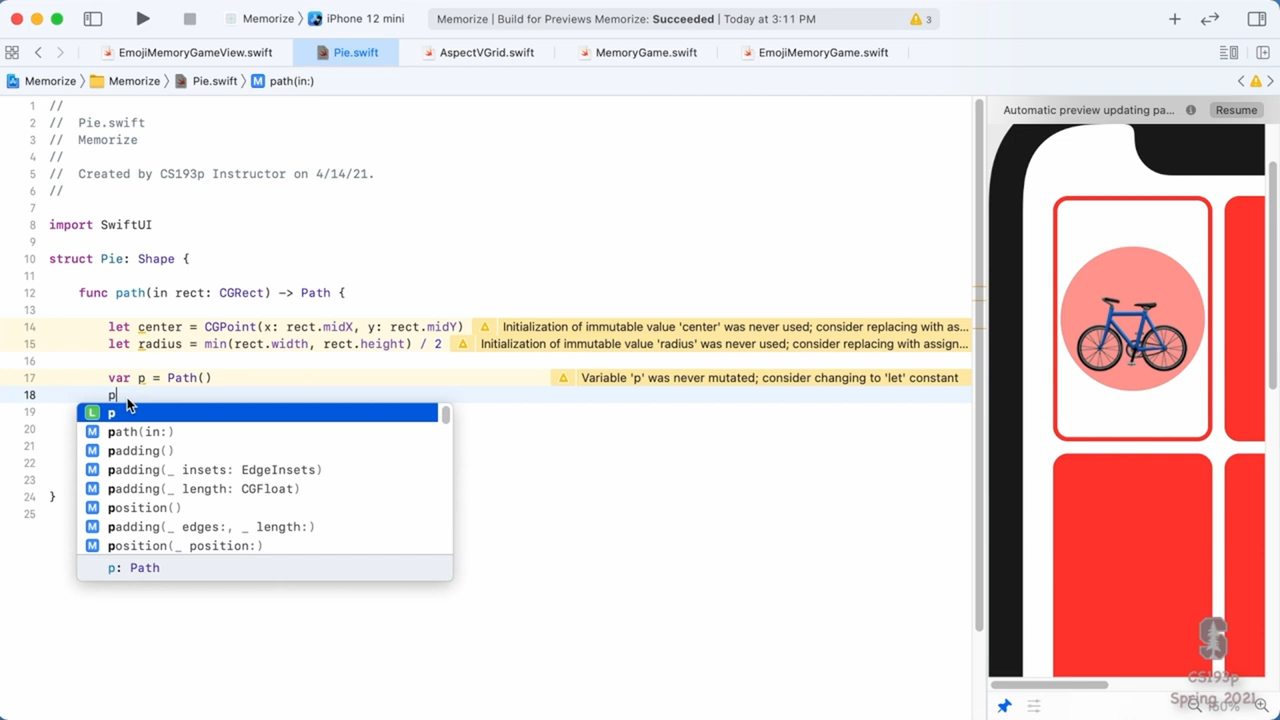 Memorize
iPhone 12 mini
Memorize | Build for Previews Memorize: Succeeded | Today at 3:11 PM
3
EmojiMemoryGameView.swift
Pie.swift
AspectVGrid.swift
MemoryGame.swift
EmojiMemoryGame.swift
Memorize
Memorize
Pie.swift
M
path(in:)
Automatic preview updating pa...
Resume
1 //
2 // Pie.swift
3 // Memorize
4 //
5 // Created by CS193p Instructor on 4/14/21.
6 //
7
8 import SwiftUI
9
10 struct Pie: Shape {
11
12 func path(in rect: CGRect) -> Path {
13
14 let center = CGPoint(x: rect.midX, y: rect.midY) Initialization of immutable value 'center' was never used; consider replacing with as...
15 let radius = min(rect.width, rect.height) / 2 Initialization of immutable value 'radius' was never used; consider replacing with assign...
16
17 var p = Path() Variable 'p' was never mutated; consider changing to 'let' constant
18 p
19
20
21
22
23
24 }
25
L p
M path(in:)
M padding()
M padding(_ insets: EdgeInsets)
M padding(_ length: CGFloat)
M position()
M padding(_ edges:, _ length:)
M position(_ position:)
p: Path
S
CS193p
Spring 2021
160%